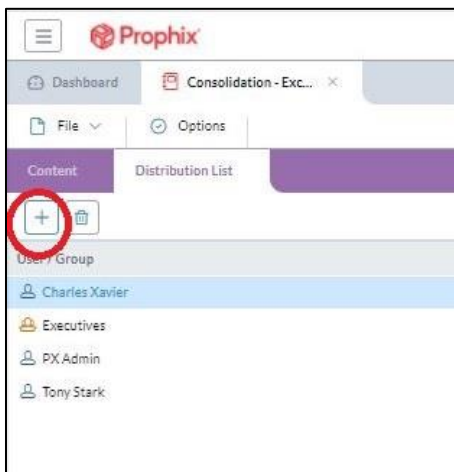 Prophix
Dashboard Consolidation - Exc... ×
File Options
Content Distribution List
User / Group
Charles Xavier
Executives
PX Admin
Tony Stark